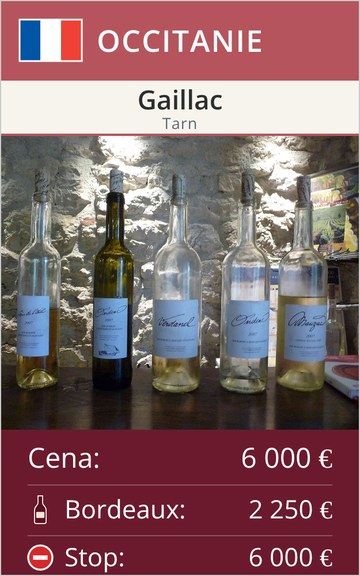 OCCITANIE
Gaillac
Tarn
Cena: 6 000 €
Bordeaux: 2 250 €
Stop: 6 000 €